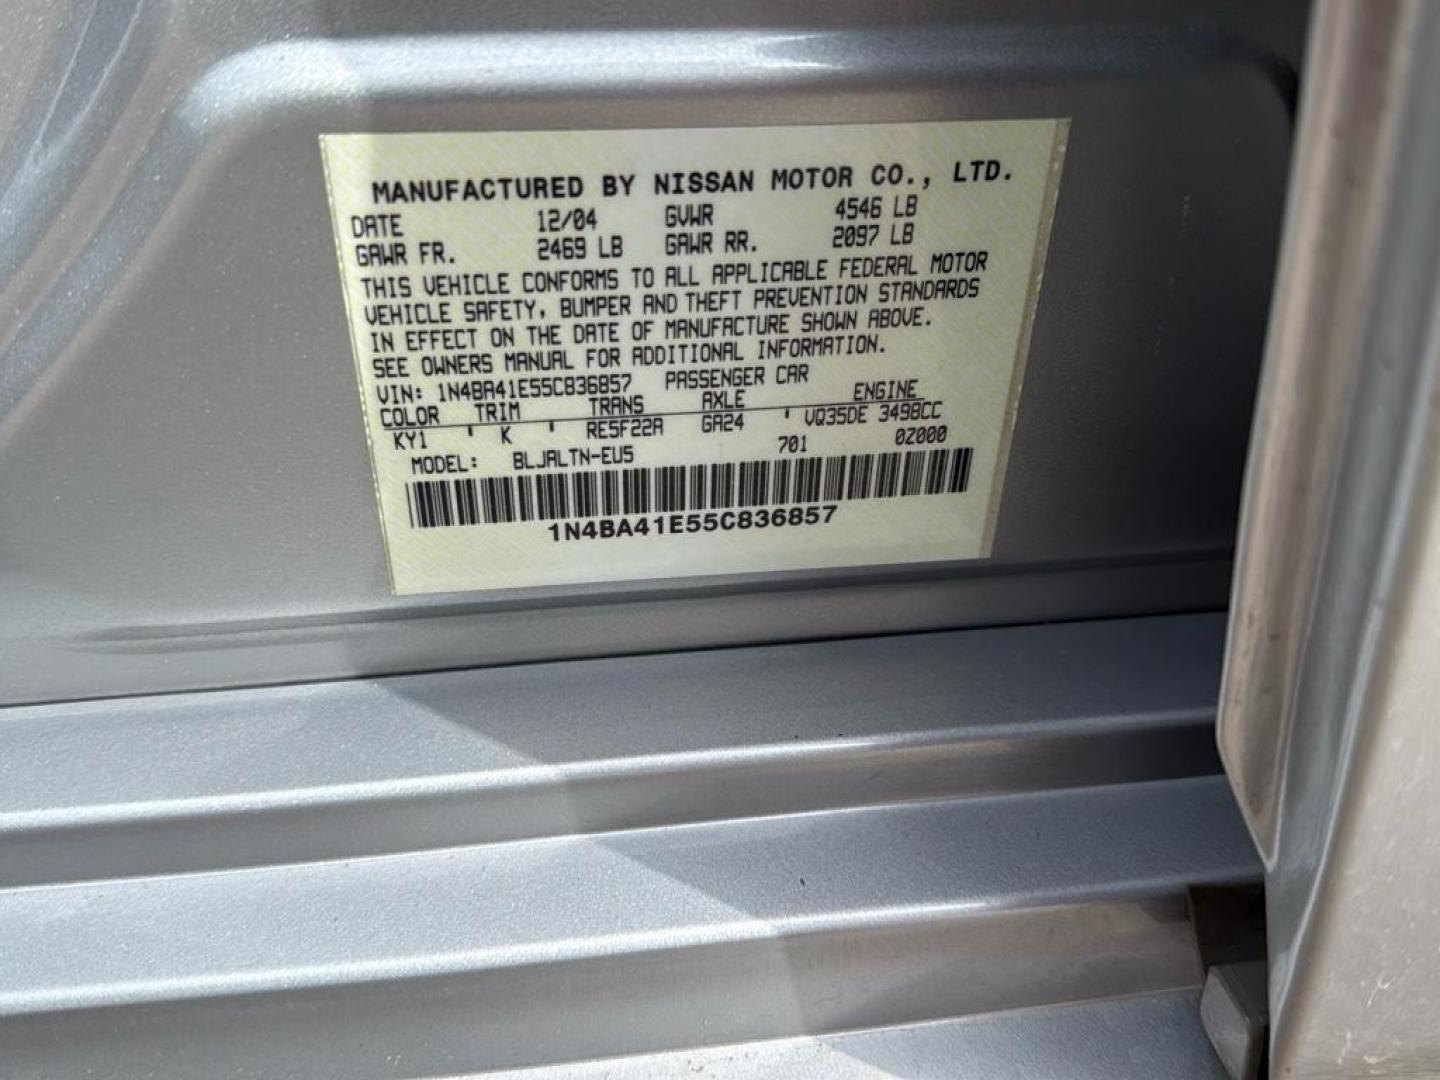 MANUFACTURED BY NISSAN MOTOR CO., LTD.
DATE 12/04 GVWR 4546 LB
GAWR FR. 2469 LB GAWR RR. 2097 LB
THIS VEHICLE CONFORMS TO ALL APPLICABLE FEDERAL MOTOR
VEHICLE SAFETY, BUMPER AND THEFT PREVENTION STANDARDS
IN EFFECT ON THE DATE OF MANUFACTURE SHOWN ABOVE.
SEE OWNERS MANUAL FOR ADDITIONAL INFORMATION.
VIN: 1N4BA41E55C836857 PASSENGER CAR
COLOR TRIM TRANS AXLE ENGINE
KY1 ' K ' RE5F22A GA24 ' VQ35DE 3498CC
MODEL: BLJALTN-EU5 701 0Z000
1N4BA41E55C836857